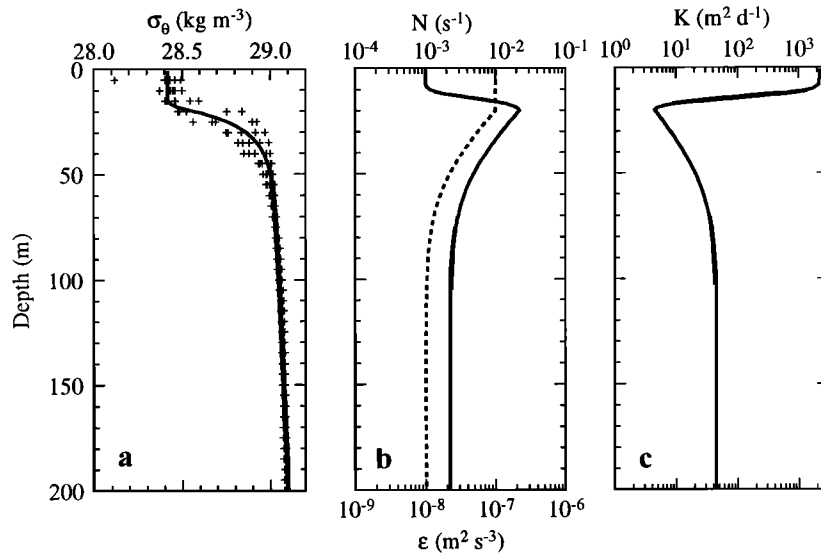 σθ (kg m-3)
28.0 28.5 29.0
0
50
100
150
200
Depth (m)
a
N (s-1)
10-4 10-3 10-2 10-1
b
10-9 10-8 10-7 10-6
ε (m2 s-3)
K (m2 d-1)
100 101 102 103
c